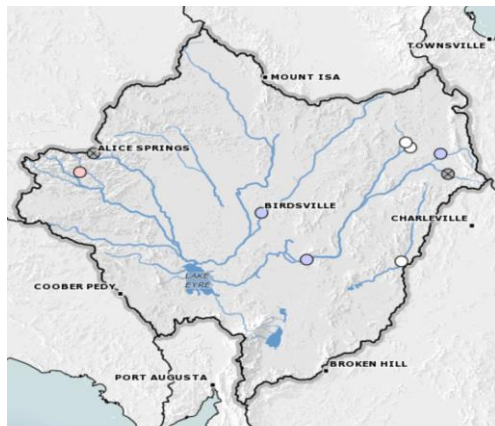 TOWNSVILLE
MOUNT ISA
ALICE SPRINGS
BIRDSVILLE
CHARLEVILLE
LAKE
EYRE
COOBER PEDY
BROKEN HILL
PORT AUGUSTA